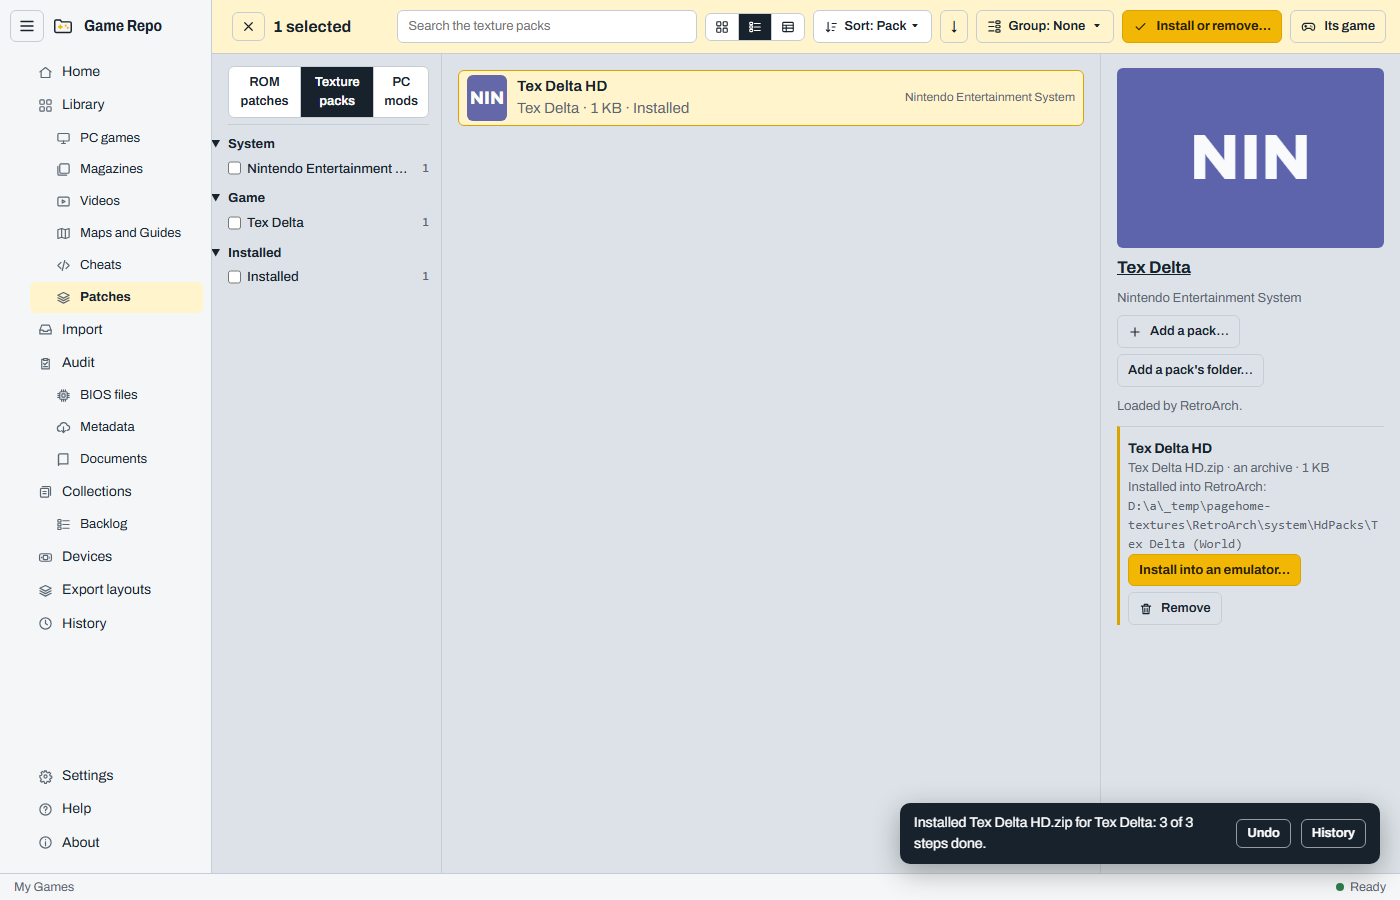 Game Repo
1 selected
Search the texture packs
Sort: Pack
Group: None
Install or remove...
Its game
Home
Library
PC games
Magazines
Videos
Maps and Guides
Cheats
Patches
Import
Audit
BIOS files
Metadata
Documents
Collections
Backlog
Devices
Export layouts
History
Settings
Help
About
ROM patches
Texture packs
PC mods
System
Nintendo Entertainment ... 1
Game
Tex Delta 1
Installed
Installed 1
NIN
Tex Delta HD
Tex Delta · 1 KB · Installed
Nintendo Entertainment System
NIN
Tex Delta
Nintendo Entertainment System
Add a pack...
Add a pack's folder...
Loaded by RetroArch.
Tex Delta HD
Tex Delta HD.zip · an archive · 1 KB
Installed into RetroArch:
D:\a\_temp\pagehome-
textures\RetroArch\system\HdPacks\T
ex Delta (World)
Install into an emulator...
Remove
Installed Tex Delta HD.zip for Tex Delta: 3 of 3
steps done.
Undo
History
My Games
Ready